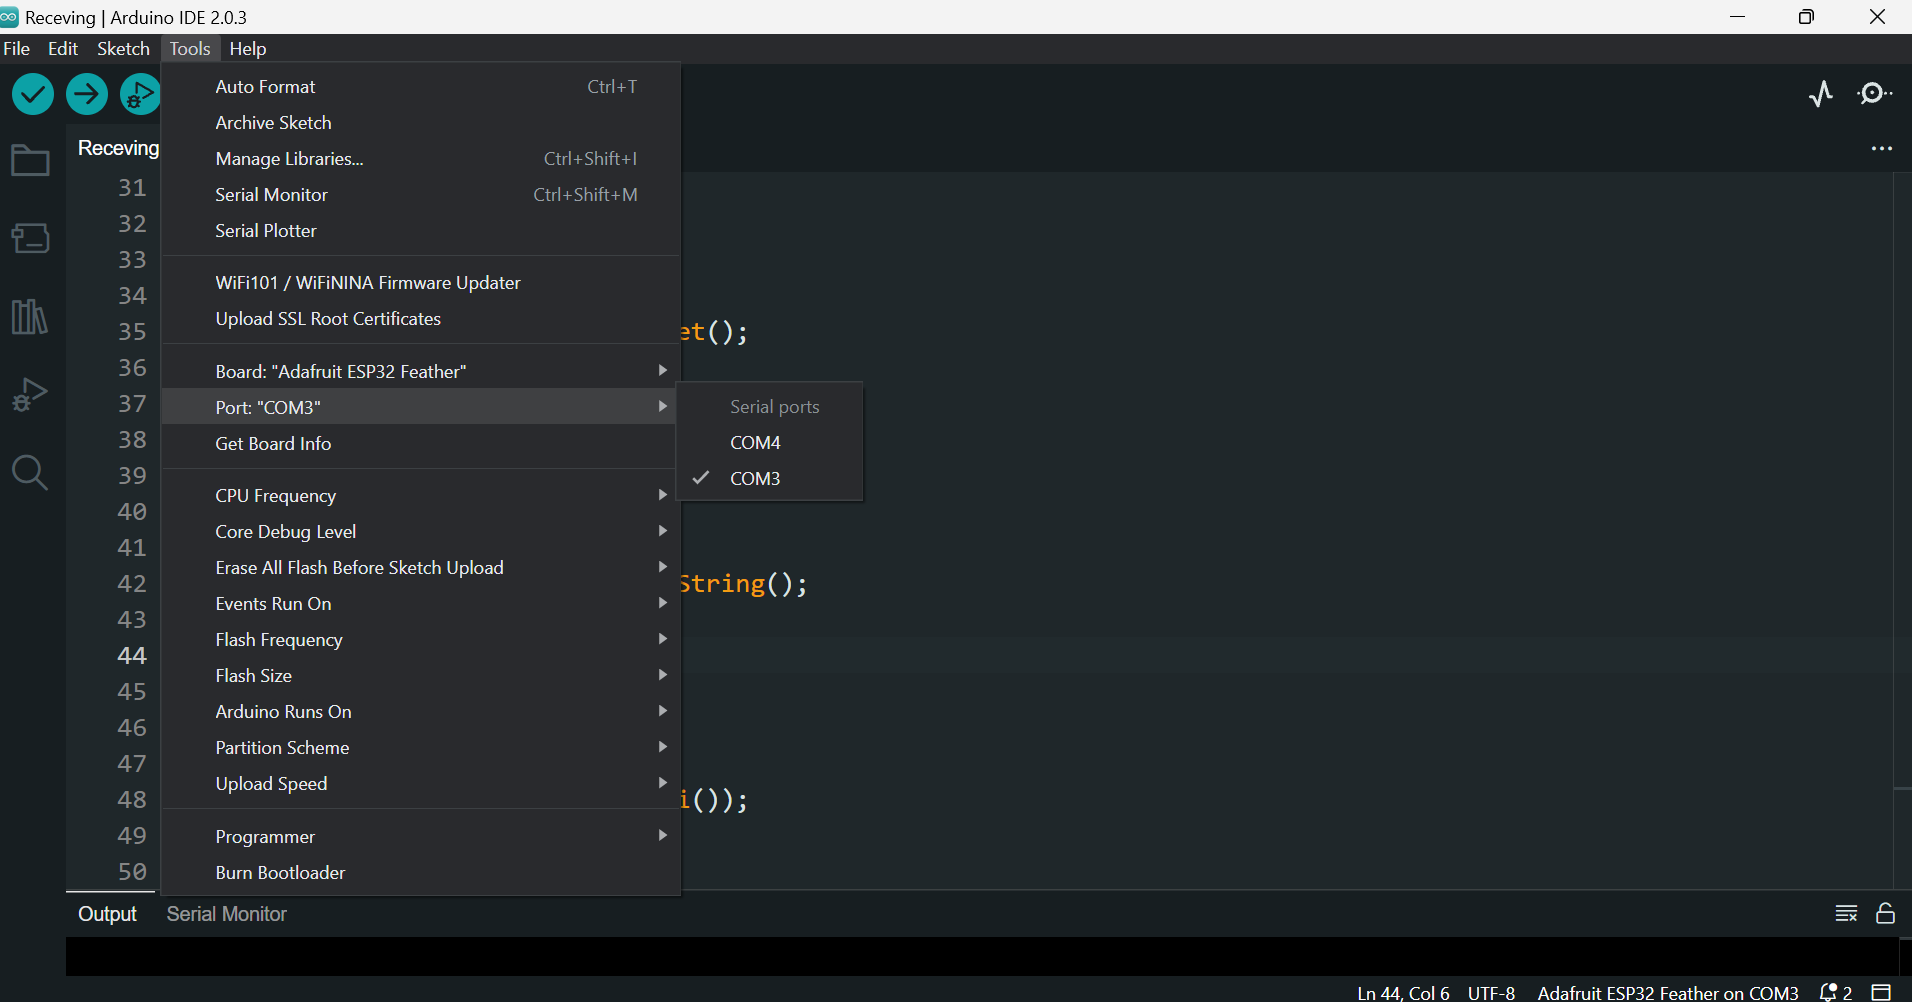 Receving | Arduino IDE 2.0.3
File Edit Sketch Tools Help
Auto Format Ctrl+T
Archive Sketch
Manage Libraries... Ctrl+Shift+I
Serial Monitor Ctrl+Shift+M
Serial Plotter
WiFi101 / WiFiNINA Firmware Updater
Upload SSL Root Certificates
Board: "Adafruit ESP32 Feather"
Port: "COM3"
Get Board Info
CPU Frequency
Core Debug Level
Erase All Flash Before Sketch Upload
Events Run On
Flash Frequency
Flash Size
Arduino Runs On
Partition Scheme
Upload Speed
Programmer
Burn Bootloader
Serial ports
COM4
COM3
Receving
31
32
33
34
35 et();
36
37
38
39
40
41
42 String();
43
44
45
46
47
48 i());
49
50
Output Serial Monitor
Ln 44, Col 6 UTF-8 Adafruit ESP32 Feather on COM3 2